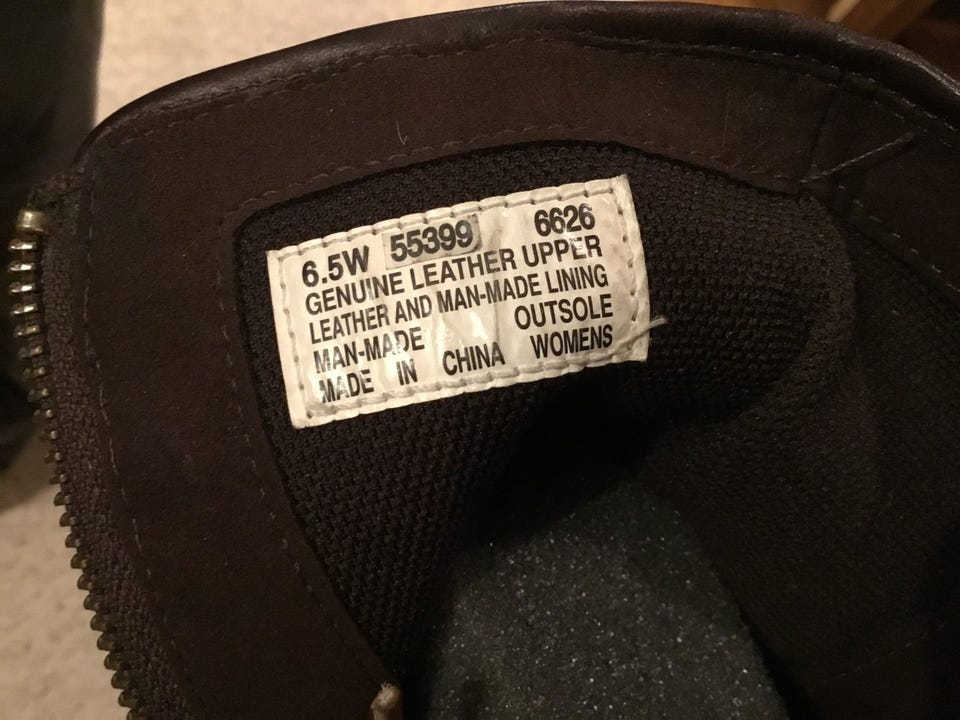 6.5W 55399 6626
GENUINE LEATHER UPPER
LEATHER AND MAN-MADE LINING
MAN-MADE OUTSOLE
MADE IN CHINA WOMENS